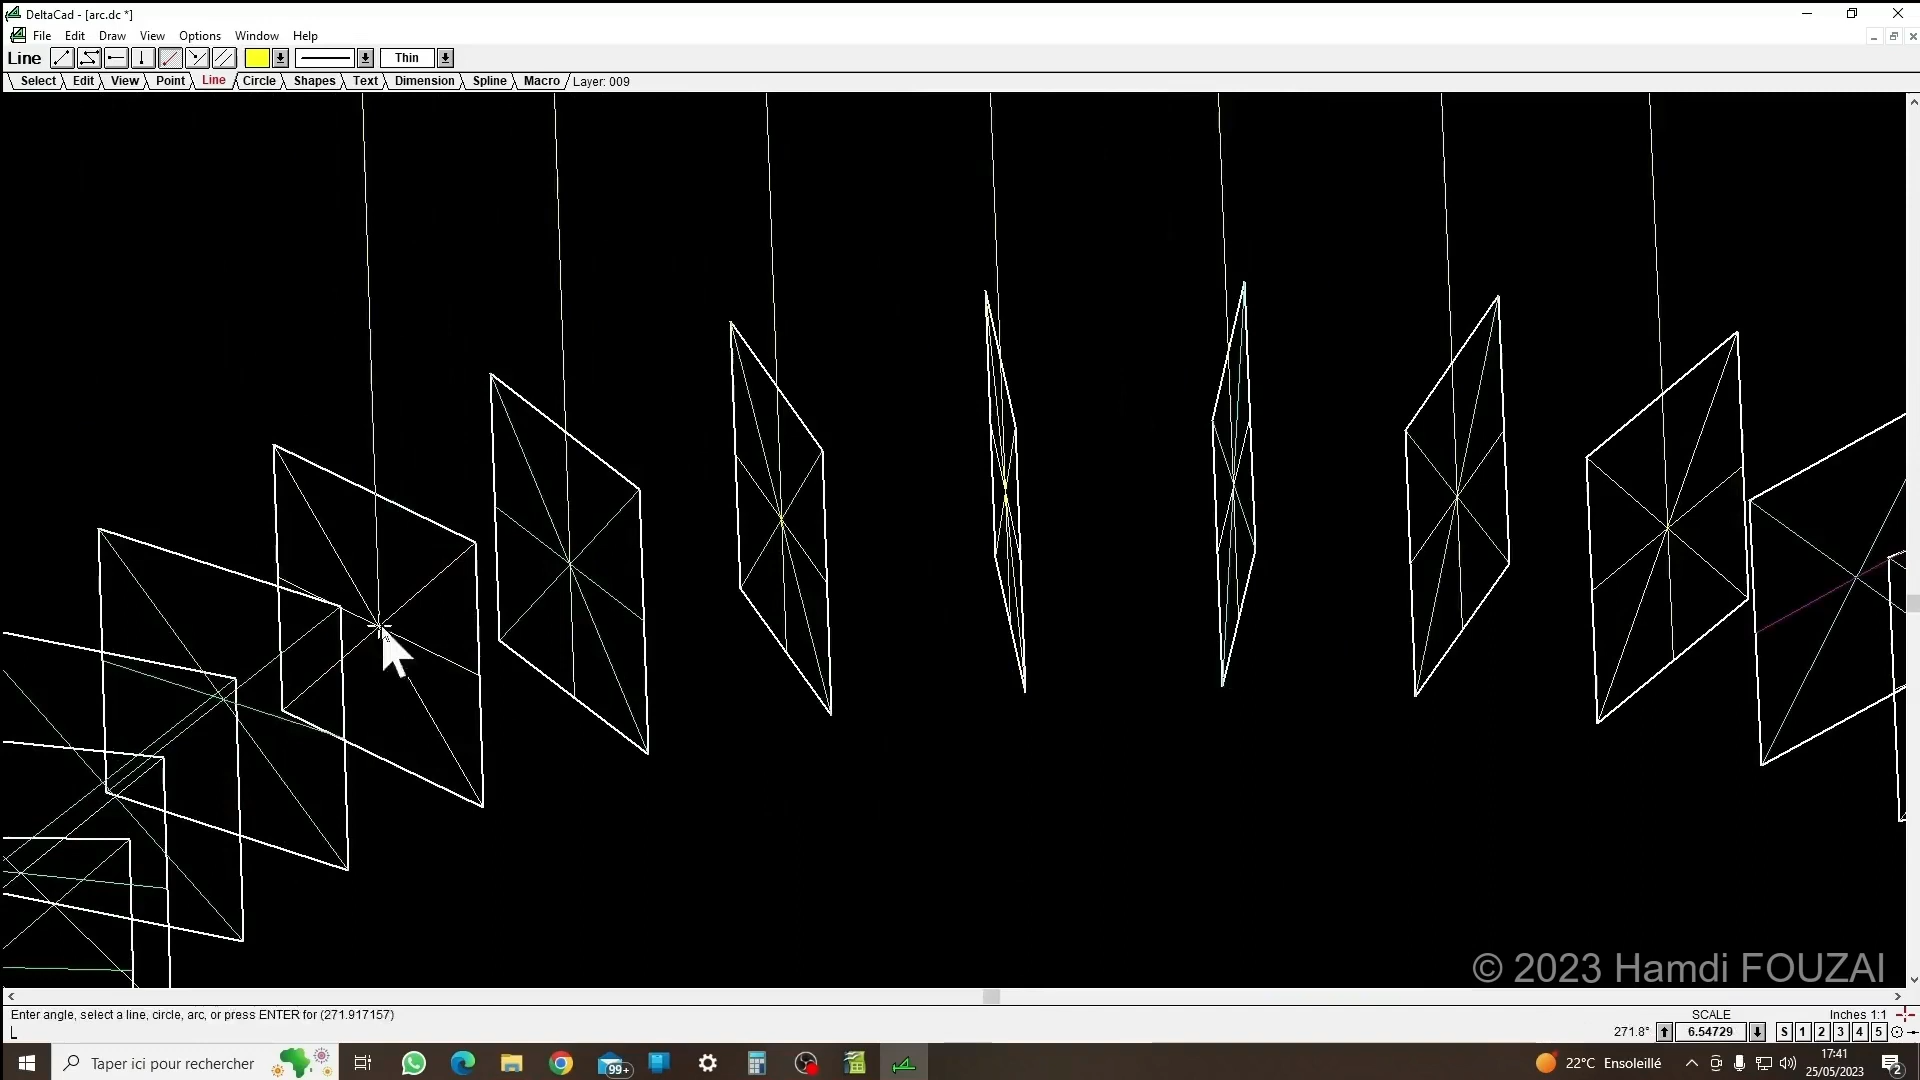 DeltaCad - [arc.dc *]
File Edit Draw View Options Window Help
Line Thin
Select Edit View Point Line Circle Shapes Text Dimension Spline Macro Layer: 009
© 2023 Hamdi FOUZAI
Enter angle, select a line, circle, arc, or press ENTER for (271.917157)
SCALE Inches 1:1
271.8° 6.54729 S 1 2 3 4 5
Taper ici pour rechercher
99+
22°C Ensoleillé
17:41
25/05/2023
2